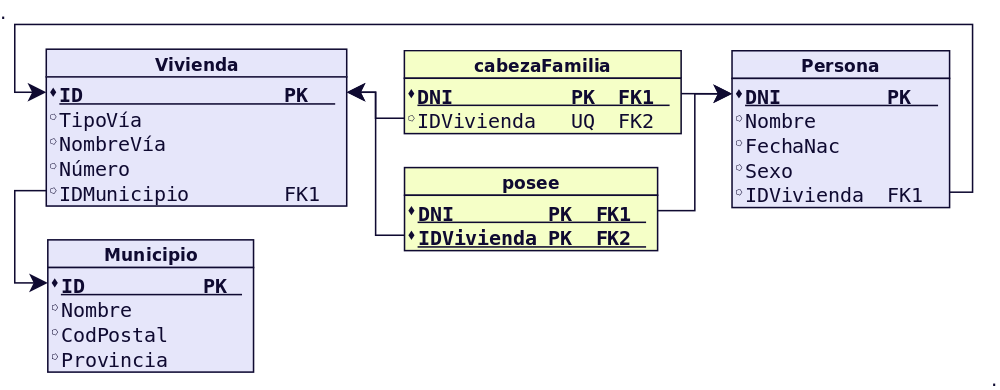 Vivienda
ID PK
TipoVía
NombreVía
Número
IDMunicipio FK1
cabezaFamilia
DNI PK FK1
IDVivienda UQ FK2
Persona
DNI PK
Nombre
FechaNac
Sexo
IDVivienda FK1
posee
DNI PK FK1
IDVivienda PK FK2
Municipio
ID PK
Nombre
CodPostal
Provincia